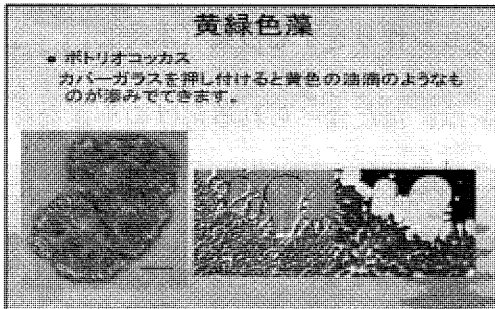 黄緑色藻
• ボトリオコッカス
カバーガラスを押し付けると黄色の油滴のようなも
のが滲みでてきます。